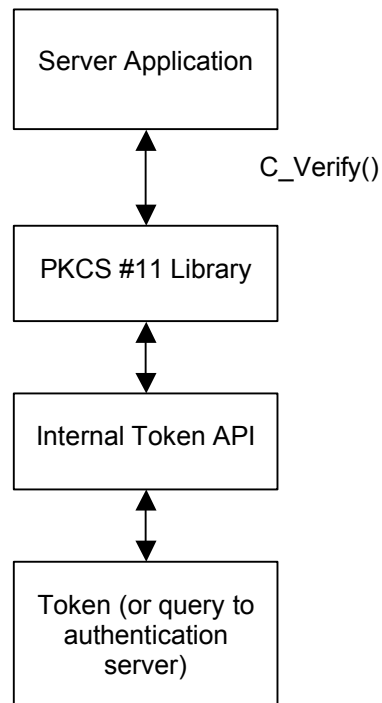 Server Application
C_Verify()
PKCS #11 Library
Internal Token API
Token (or query to
authentication
server)